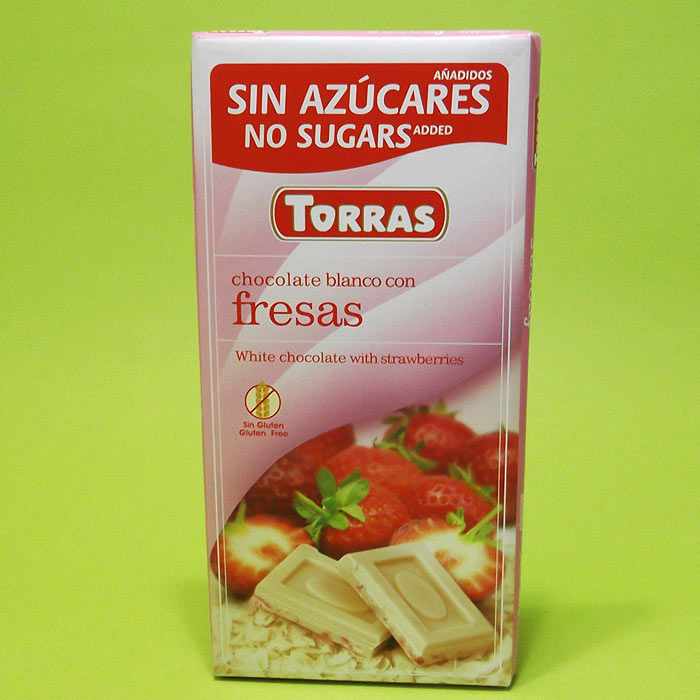 AÑADIDOS
SIN AZÚCARES
NO SUGARS ADDED
TORRAS
chocolate blanco con
fresas
White chocolate with strawberries
Sin Gluten
Gluten Free